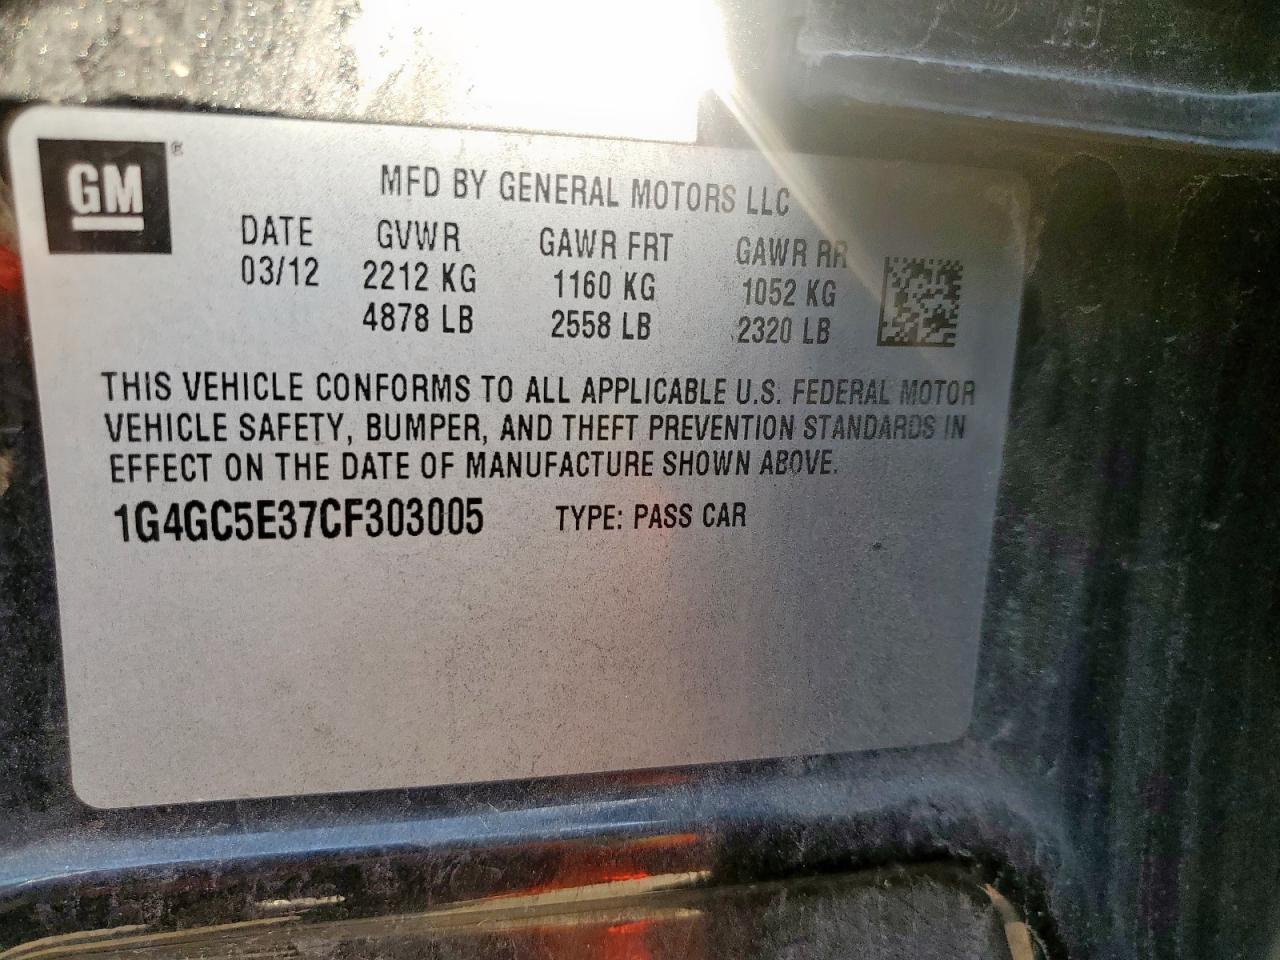 GM ®
MFD BY GENERAL MOTORS LLC
DATE GVWR GAWR FRT GAWR RR
03/12 2212 KG 1160 KG 1052 KG
4878 LB 2558 LB 2320 LB
THIS VEHICLE CONFORMS TO ALL APPLICABLE U.S. FEDERAL MOTOR
VEHICLE SAFETY, BUMPER, AND THEFT PREVENTION STANDARDS IN
EFFECT ON THE DATE OF MANUFACTURE SHOWN ABOVE.
1G4GC5E37CF303005 TYPE: PASS CAR